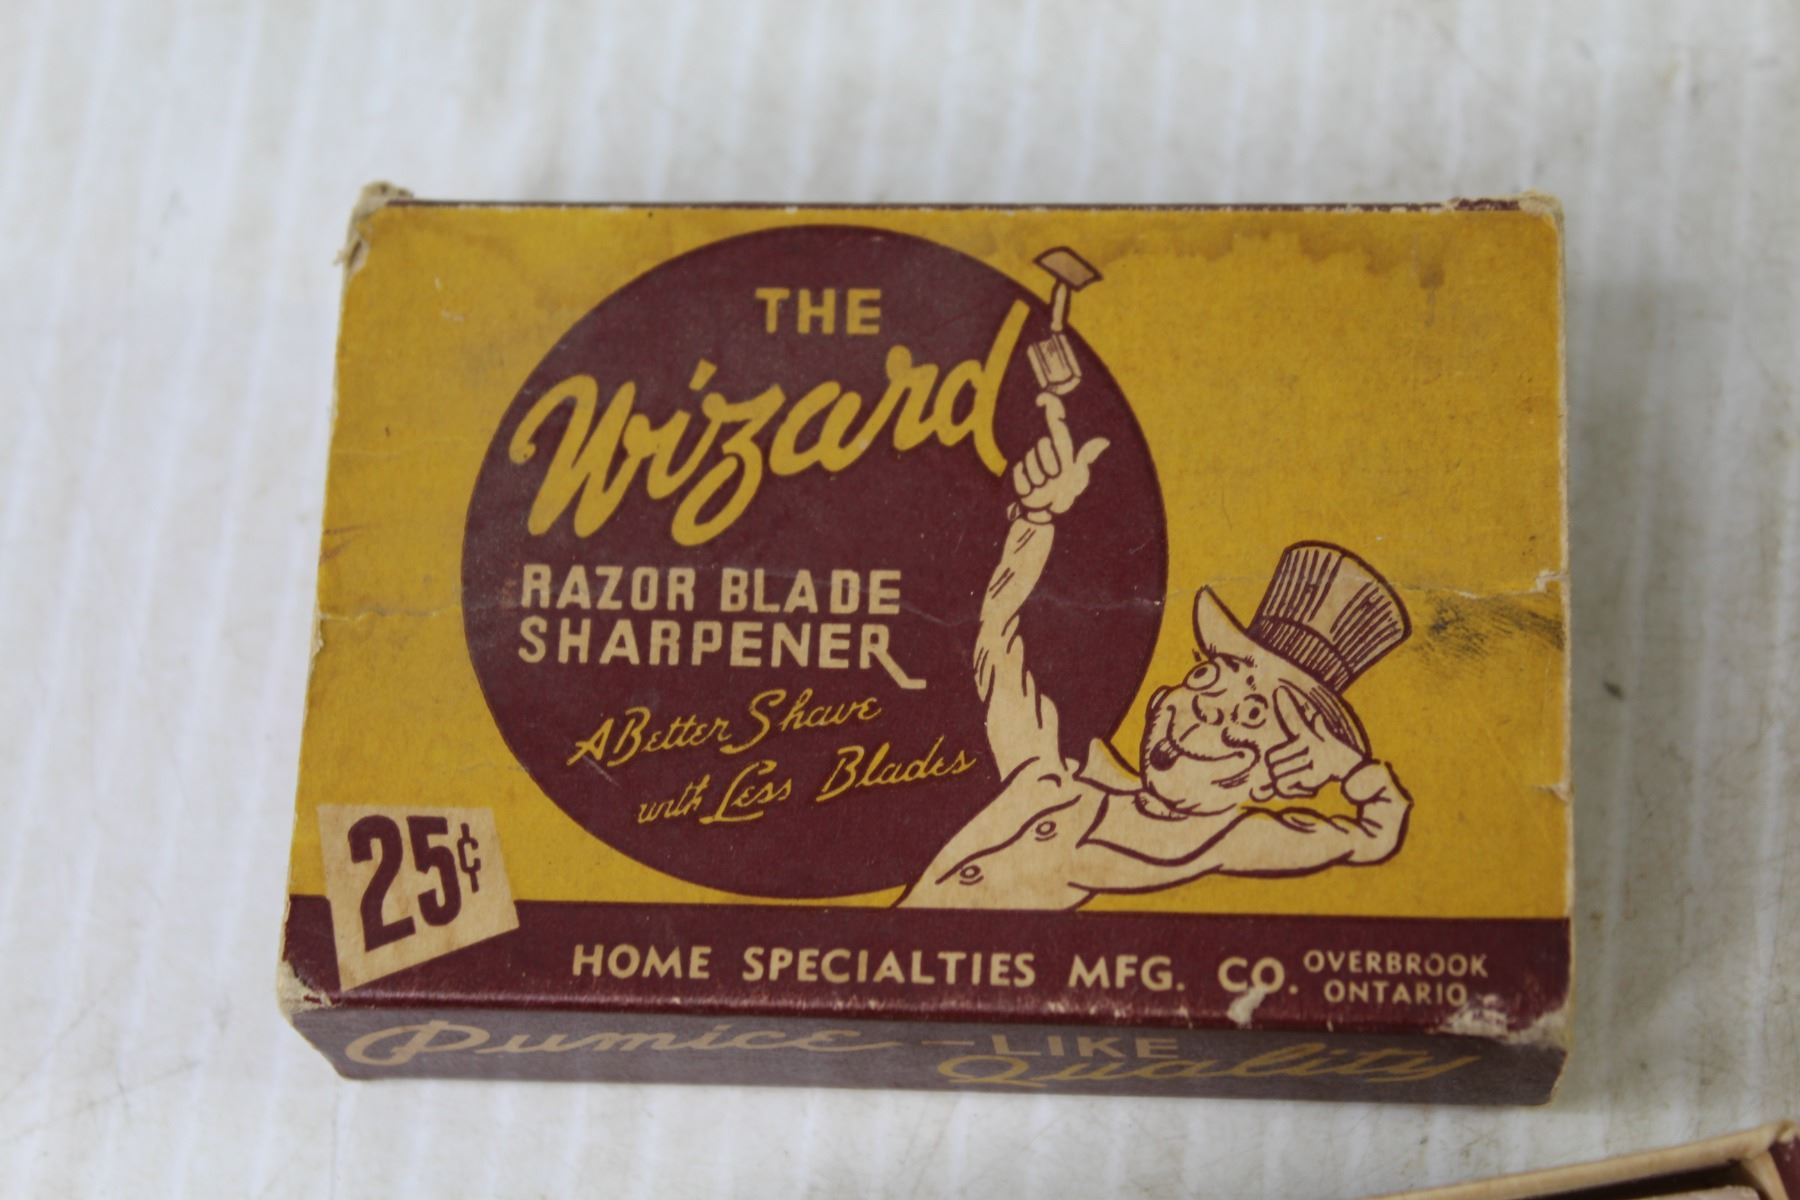 THE
Wizard
RAZOR BLADE
SHARPENER
A Better Shave
with Less Blades
25¢
HOME SPECIALTIES MFG. CO. OVERBROOK
ONTARIO
Pumice-LIKE
Quality